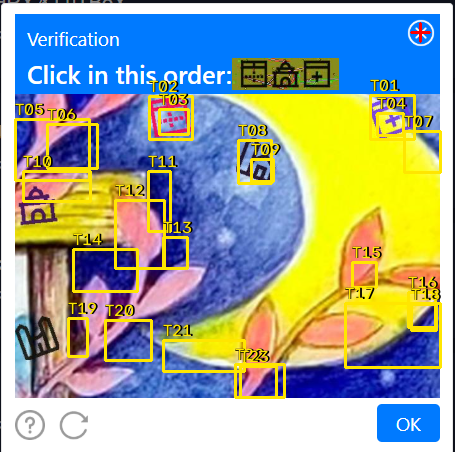 Verification
Click in this order:
T02
T01
T03
T04
T05
T06
T07
T08
T09
T10
T11
T12
T13
T14
T15
T16
T17
T18
T19
T20
T21
T23
OK